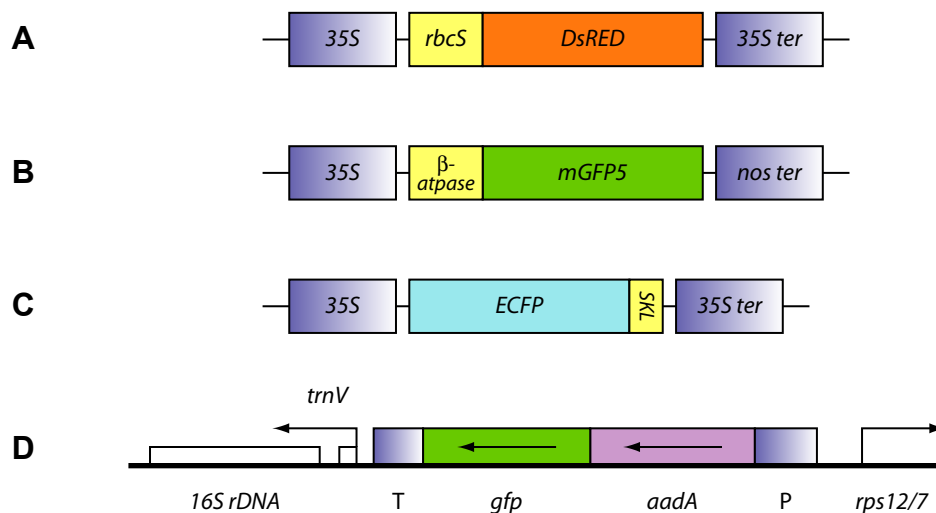 A
35S rbcS DsRED 35S ter
B
35S β-atpase mGFP5 nos ter
C
35S ECFP SKL 35S ter
trnV
D
16S rDNA T gfp aadA P rps12/7